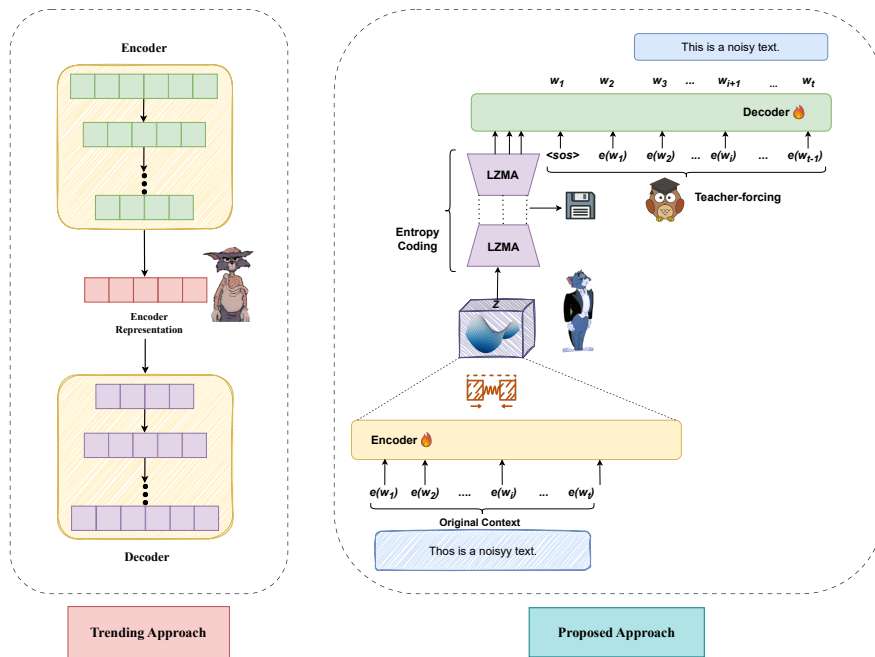 Encoder
Encoder
Representation
Decoder
Trending Approach
This is a noisy text.
w1 w2 w3 ... wi+1 ... wt
Decoder
<sos> e(w1) e(w2) ... e(wi) ... e(wt-1)
Teacher-forcing
LZMA
Entropy
Coding
LZMA
Z
Encoder
e(w1) e(w2) .... e(wi) ... e(wt)
Original Context
Thos is a noisyy text.
Proposed Approach